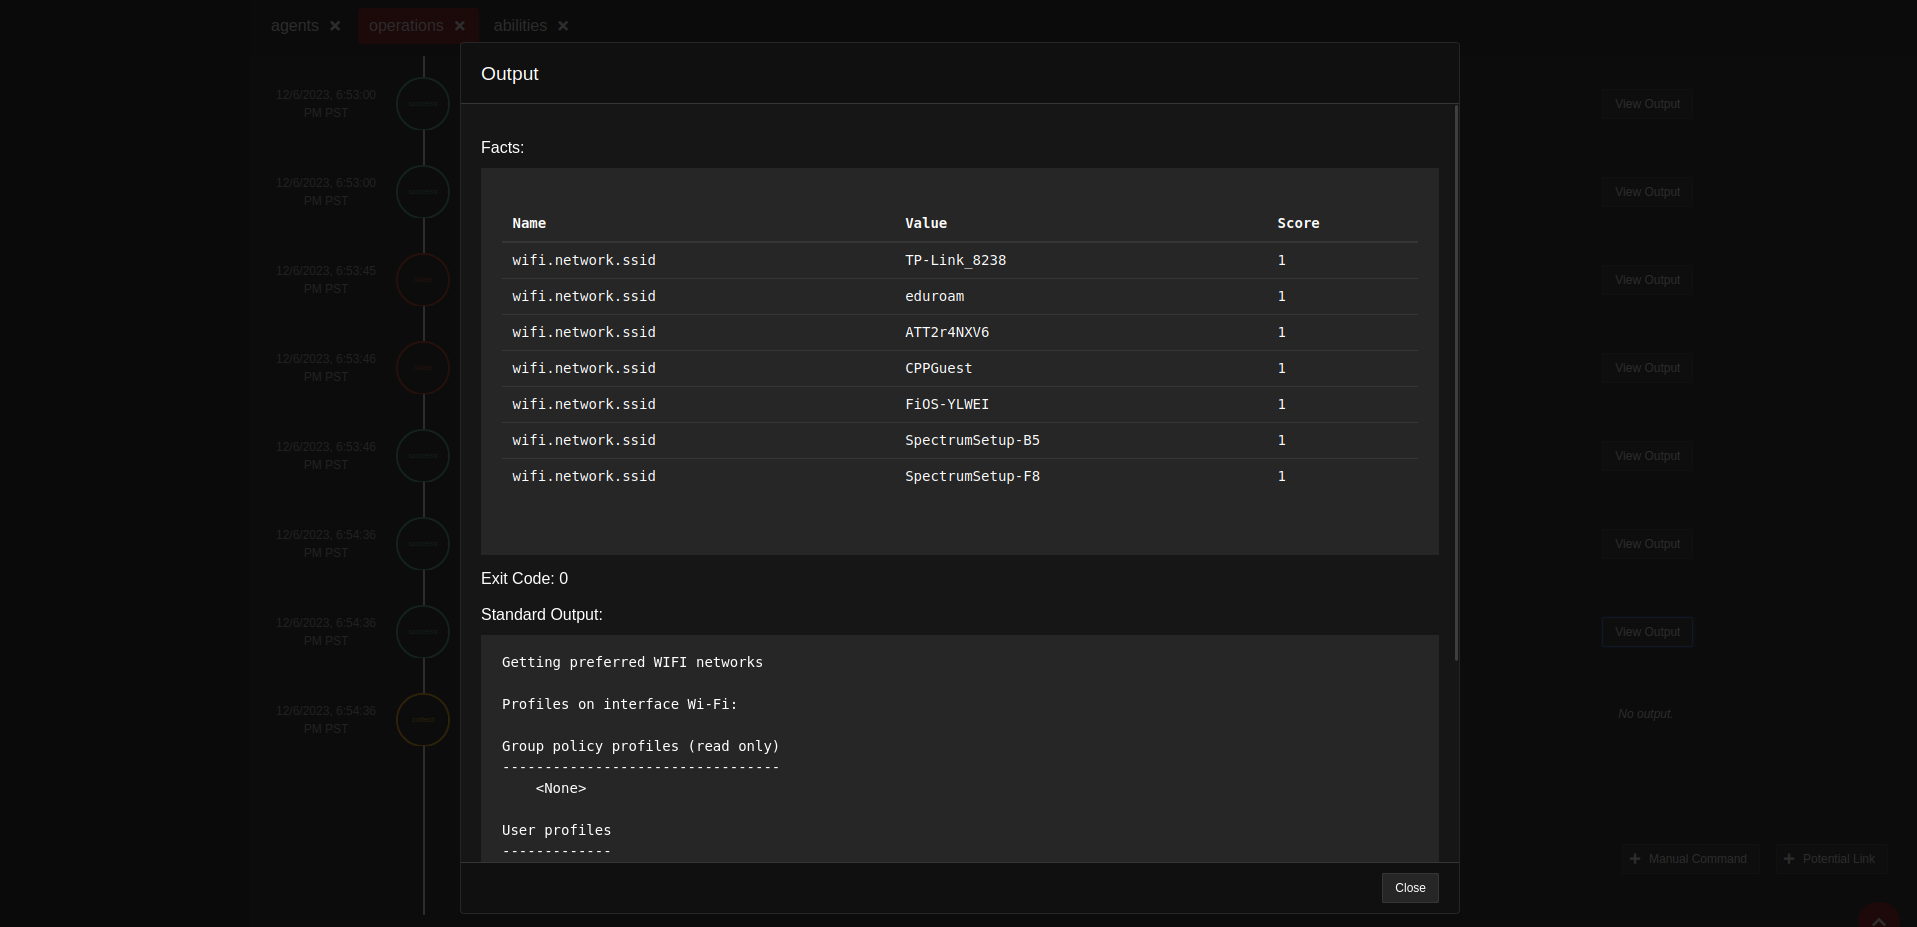 agents ✖ operations ✖ abilities ✖
Output
12/6/2023, 6:53:00
PM PST
success
View Output
12/6/2023, 6:53:00
PM PST
success
View Output
12/6/2023, 6:53:45
PM PST
View Output
12/6/2023, 6:53:46
PM PST
View Output
12/6/2023, 6:53:46
PM PST
success
View Output
12/6/2023, 6:54:36
PM PST
success
View Output
12/6/2023, 6:54:36
PM PST
success
View Output
12/6/2023, 6:54:36
PM PST
No output.
Facts:
Name Value Score
wifi.network.ssid TP-Link_8238 1
wifi.network.ssid eduroam 1
wifi.network.ssid ATT2r4NXV6 1
wifi.network.ssid CPPGuest 1
wifi.network.ssid FiOS-YLWEI 1
wifi.network.ssid SpectrumSetup-B5 1
wifi.network.ssid SpectrumSetup-F8 1
Exit Code: 0
Standard Output:
Getting preferred WIFI networks
Profiles on interface Wi-Fi:
Group policy profiles (read only)
---------------------------------
<None>
User profiles
-------------
+ Manual Command + Potential Link
Close